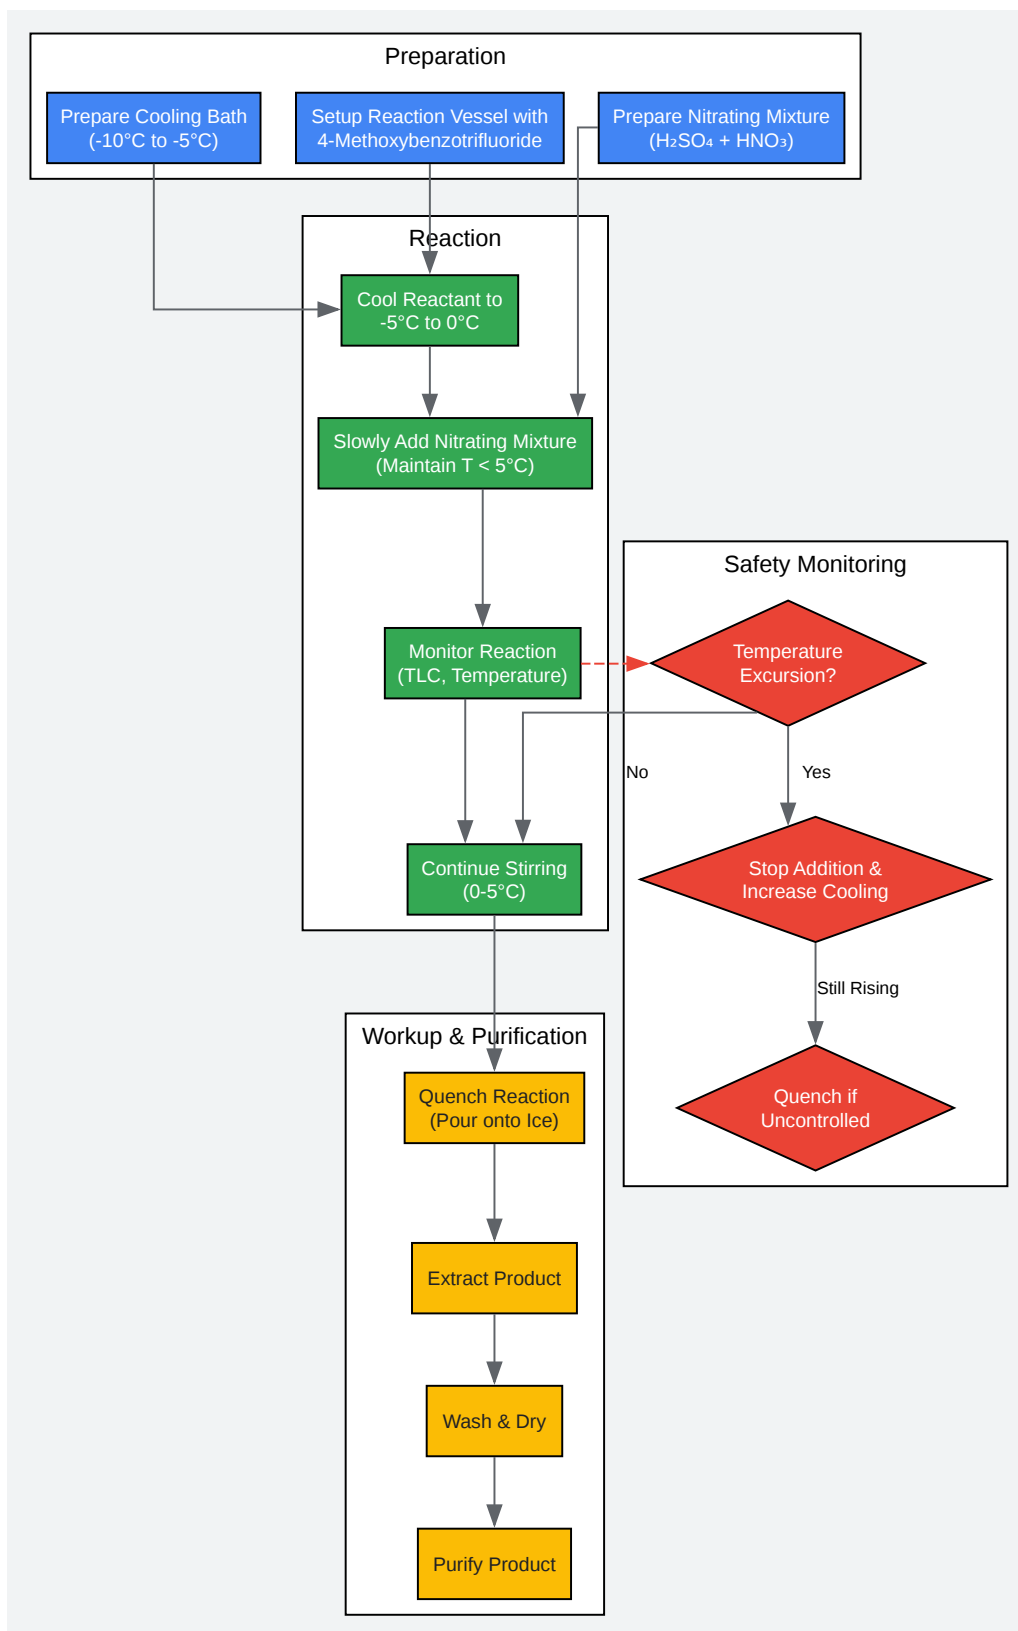 Preparation
Prepare Cooling Bath
(-10°C to -5°C)
Setup Reaction Vessel with
4-Methoxybenzotrifluoride
Prepare Nitrating Mixture
(H₂SO₄ + HNO₃)
Reaction
Cool Reactant to
-5°C to 0°C
Slowly Add Nitrating Mixture
(Maintain T < 5°C)
Monitor Reaction
(TLC, Temperature)
Continue Stirring
(0-5°C)
Safety Monitoring
Temperature
Excursion?
No
Yes
Stop Addition &
Increase Cooling
Still Rising
Quench if
Uncontrolled
Workup & Purification
Quench Reaction
(Pour onto Ice)
Extract Product
Wash & Dry
Purify Product